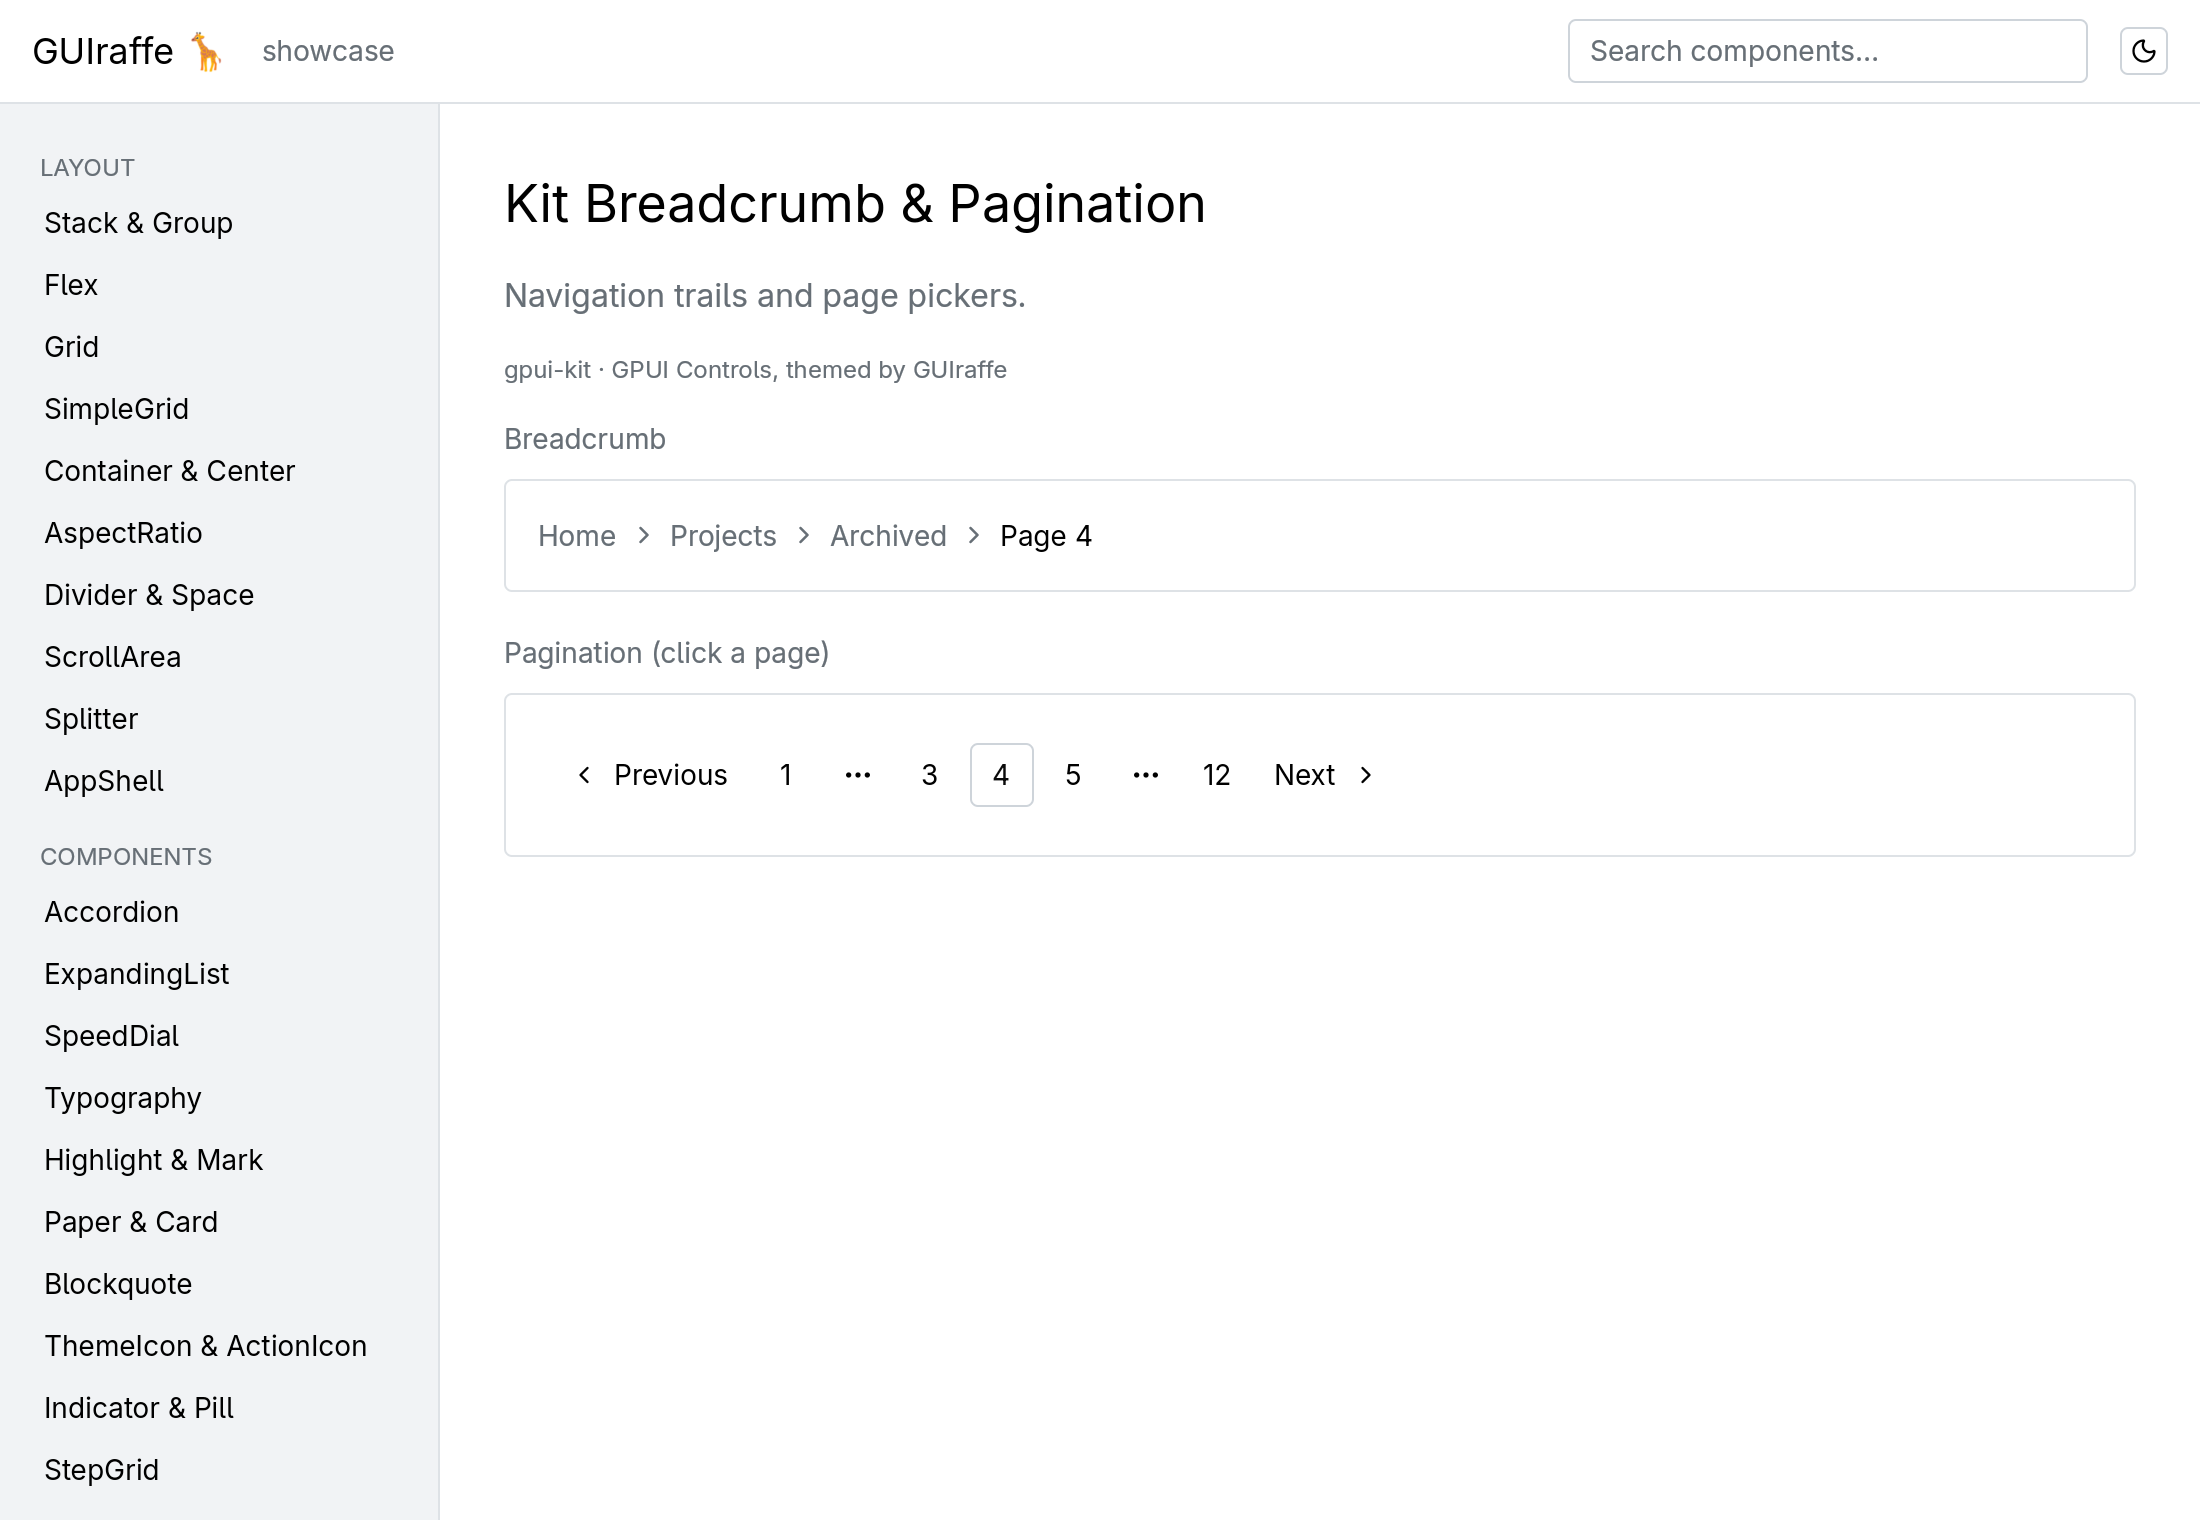 GUIraffe 🦒 showcase Search components...
LAYOUT
Stack & Group
Flex
Grid
SimpleGrid
Container & Center
AspectRatio
Divider & Space
ScrollArea
Splitter
AppShell
COMPONENTS
Accordion
ExpandingList
SpeedDial
Typography
Highlight & Mark
Paper & Card
Blockquote
ThemeIcon & ActionIcon
Indicator & Pill
StepGrid
Kit Breadcrumb & Pagination
Navigation trails and page pickers.
gpui-kit · GPUI Controls, themed by GUIraffe
Breadcrumb
Home > Projects > Archived > Page 4
Pagination (click a page)
< Previous 1 ••• 3 4 5 ••• 12 Next >